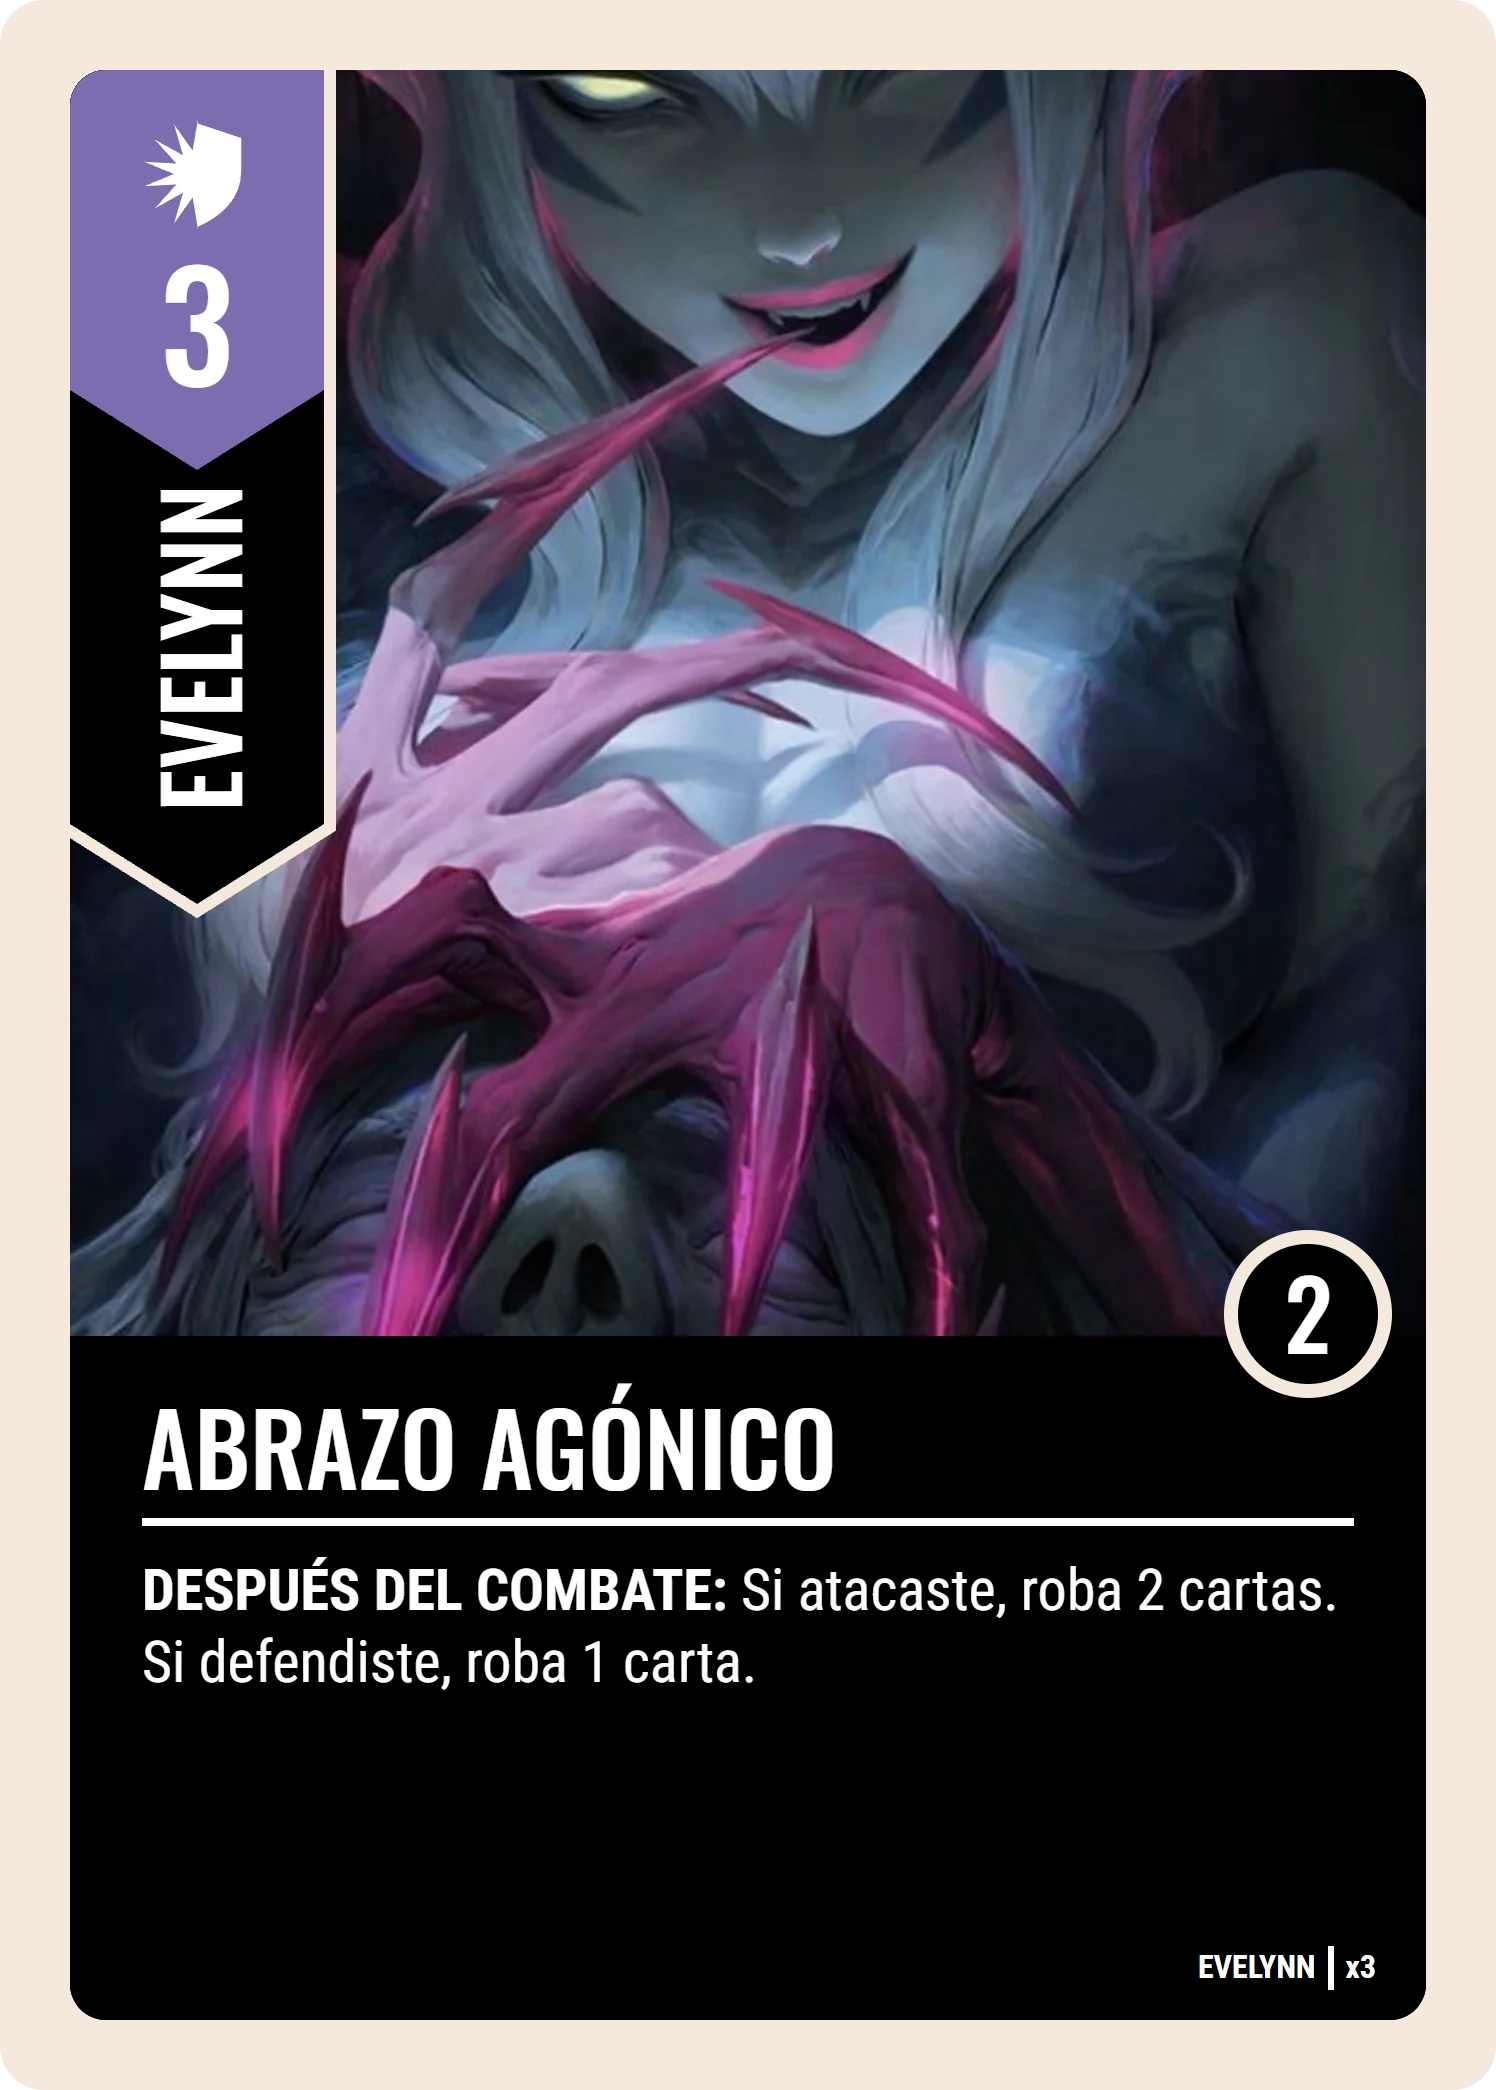 3
EVELYNN
2
ABRAZO AGÓNICO
DESPUÉS DEL COMBATE: Si atacaste, roba 2 cartas.
Si defendiste, roba 1 carta.
EVELYNN | x3